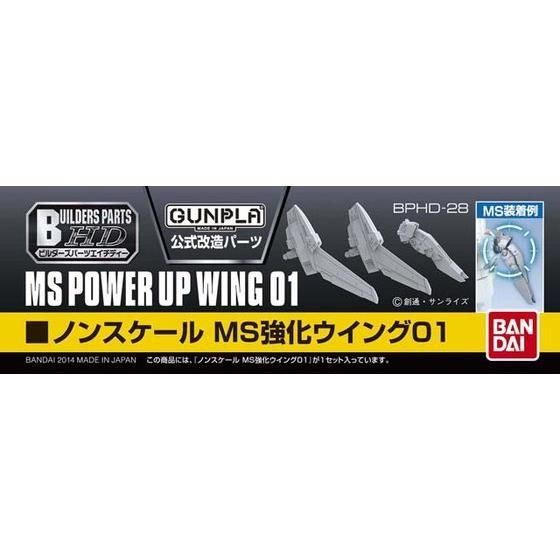 BUILDERS PARTS
HD
ビルダーズパーツエイチディー
GUNPLA
MADE IN JAPAN
公式改造パーツ
BPHD-28
MS装着例
MS POWER UP WING 01
©創通・サンライズ
■ノンスケール MS強化ウイング01
BAN
DAI
BANDAI 2014 MADE IN JAPAN この商品には、「ノンスケール MS強化ウイング01」が1セット入っています。